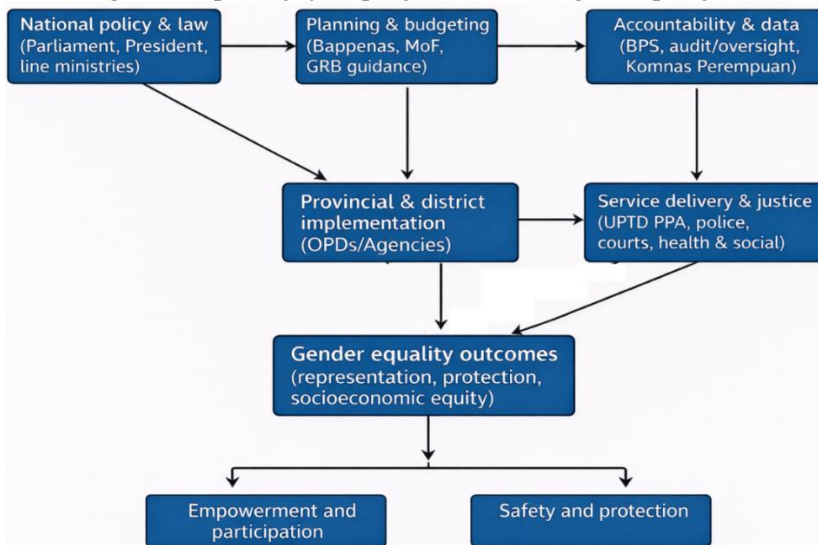 National policy & law
(Parliament, President,
line ministries)
Planning & budgeting
(Bappenas, MoF,
GRB guidance)
Accountability & data
(BPS, audit/oversight,
Komnas Perempuan)
Provincial & district
implementation
(OPDs/Agencies)
Service delivery & justice
(UPTD PPA, police,
courts, health & social)
Gender equality outcomes
(representation, protection,
socioeconomic equity)
Empowerment and
participation
Safety and protection